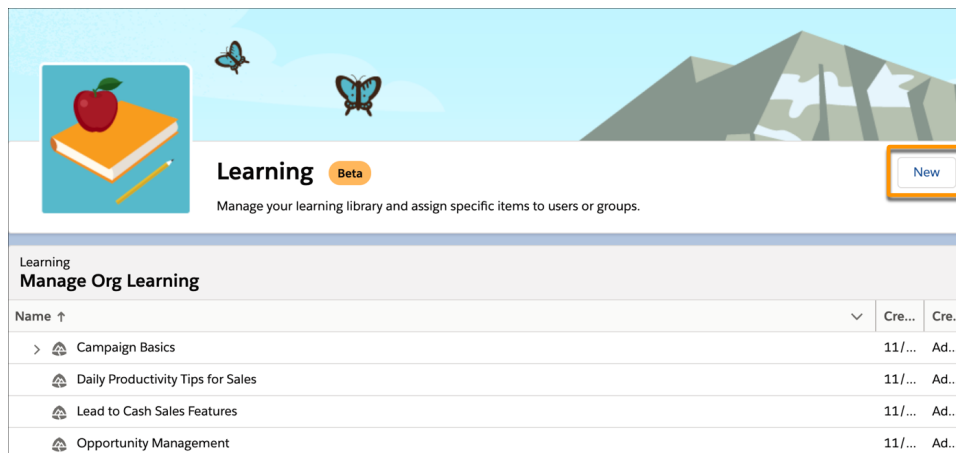 Learning Beta
New
Manage your learning library and assign specific items to users or groups.
Learning
Manage Org Learning
Name ↑ Cre... Cre.
Campaign Basics 11/... Ad..
Daily Productivity Tips for Sales 11/... Ad..
Lead to Cash Sales Features 11/... Ad..
Opportunity Management 11/... Ad..